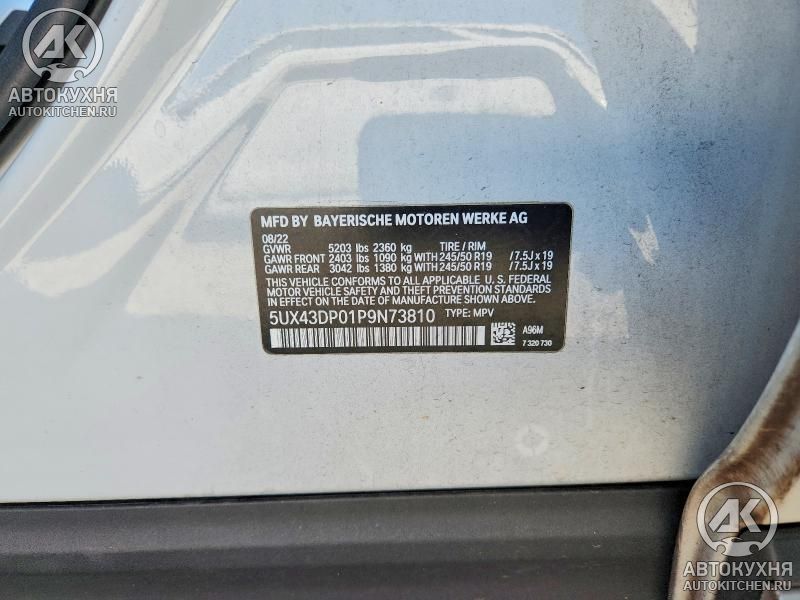 AK
АВТОКУХНЯ
AUTOKITCHEN.RU
MFD BY BAYERISCHE MOTOREN WERKE AG
08/22
GVWR 5203 lbs 2360 kg TIRE / RIM
GAWR FRONT 2403 lbs 1090 kg WITH 245/50 R19 /7.5J x 19
GAWR REAR 3042 lbs 1380 kg WITH 245/50 R19 /7.5J x 19
THIS VEHICLE CONFORMS TO ALL APPLICABLE U. S. FEDERAL
MOTOR VEHICLE SAFETY AND THEFT PREVENTION STANDARDS
IN EFFECT ON THE DATE OF MANUFACTURE SHOWN ABOVE.
5UX43DP01P9N73810 TYPE: MPV
A96M
7 320 730
AK
АВТОКУХНЯ
AUTOKITCHEN.RU